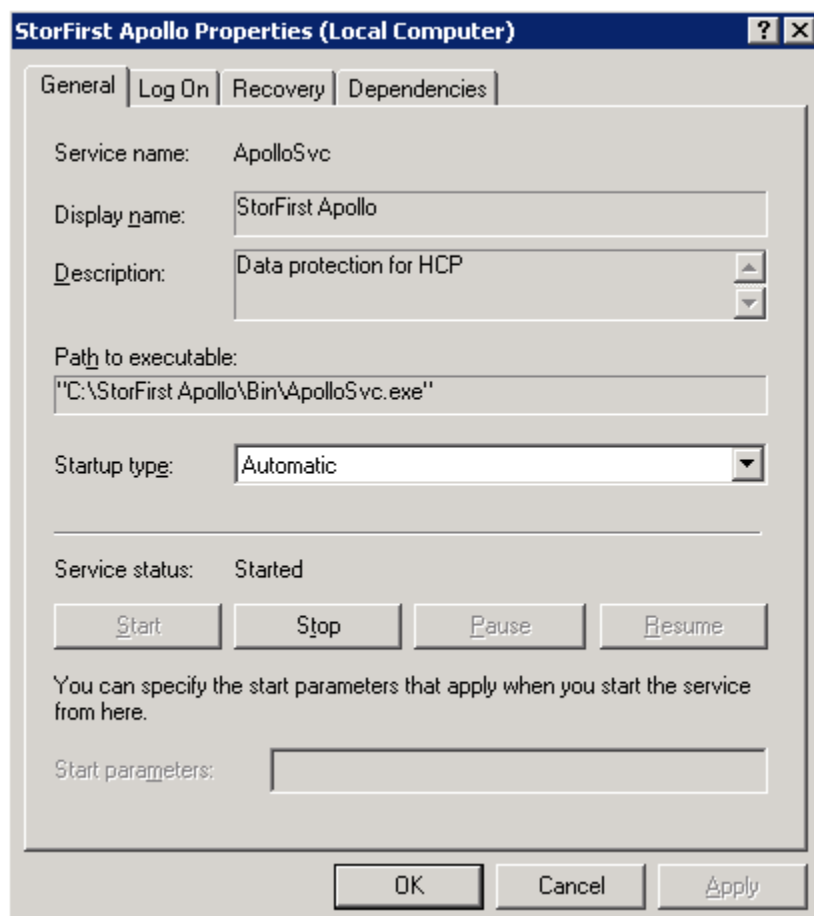 StorFirst Apollo Properties (Local Computer)
General Log On Recovery Dependencies
Service name: ApolloSvc
Display name: StorFirst Apollo
Description: Data protection for HCP
Path to executable:
"C:\StorFirst Apollo\Bin\ApolloSvc.exe"
Startup type: Automatic
Service status: Started
Start Stop Pause Resume
You can specify the start parameters that apply when you start the service
from here.
Start parameters:
OK Cancel Apply